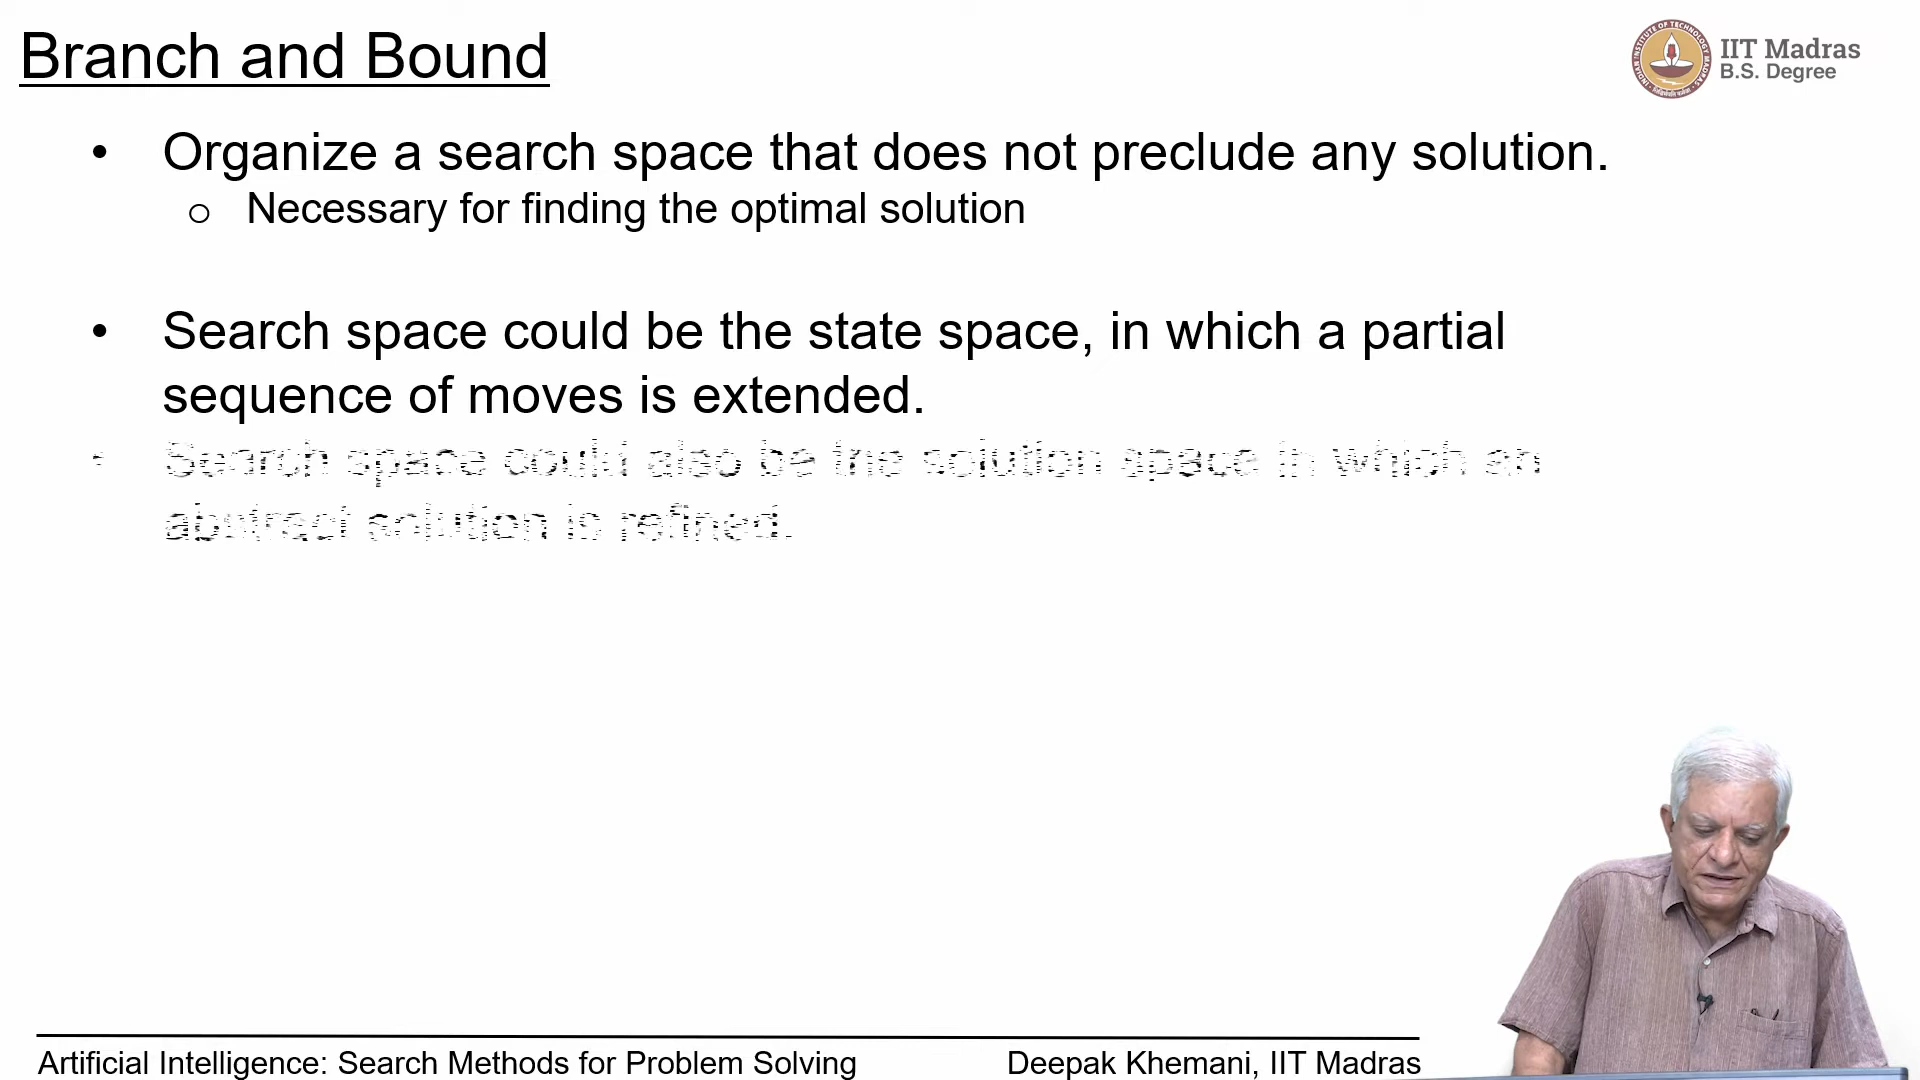 Branch and Bound
IIT Madras
B.S. Degree
• Organize a search space that does not preclude any solution.
o Necessary for finding the optimal solution
• Search space could be the state space, in which a partial
sequence of moves is extended.
• Search space could also be the solution space in which an
abstract solution is refined.
Artificial Intelligence: Search Methods for Problem Solving
Deepak Khemani, IIT Madras